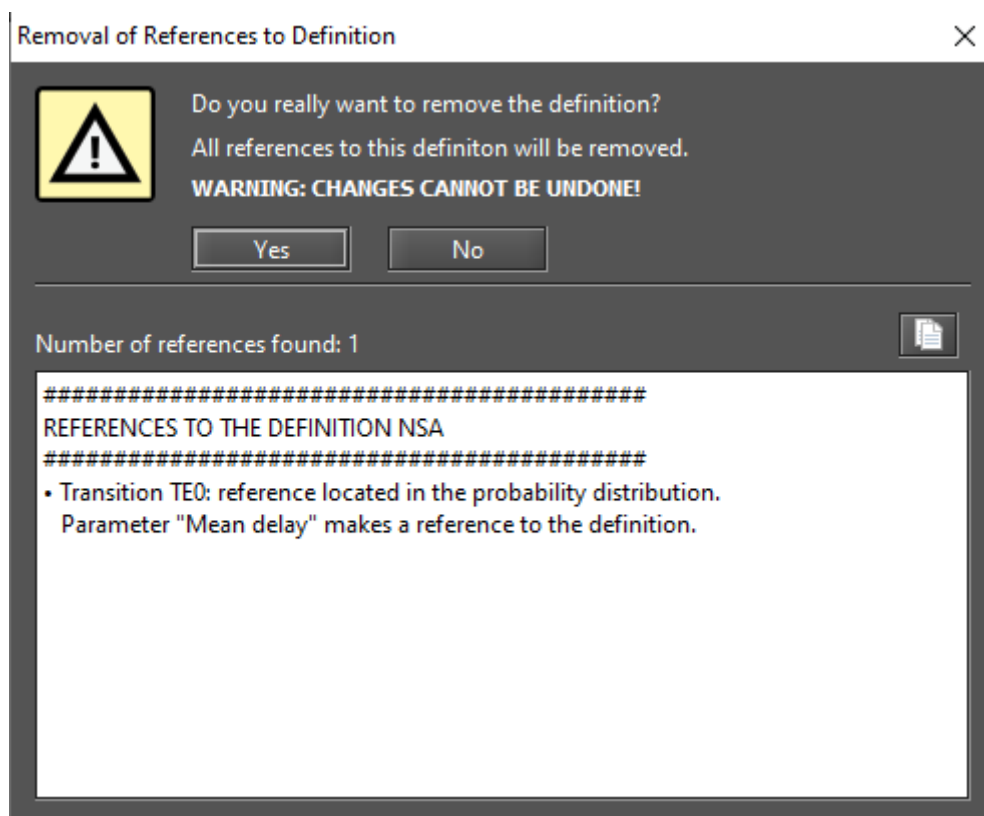 Removal of References to Definition
Do you really want to remove the definition?
All references to this definiton will be removed.
WARNING: CHANGES CANNOT BE UNDONE!
Yes No
Number of references found: 1
###########################################
REFERENCES TO THE DEFINITION NSA
###########################################
• Transition TE0: reference located in the probability distribution.
Parameter "Mean delay" makes a reference to the definition.